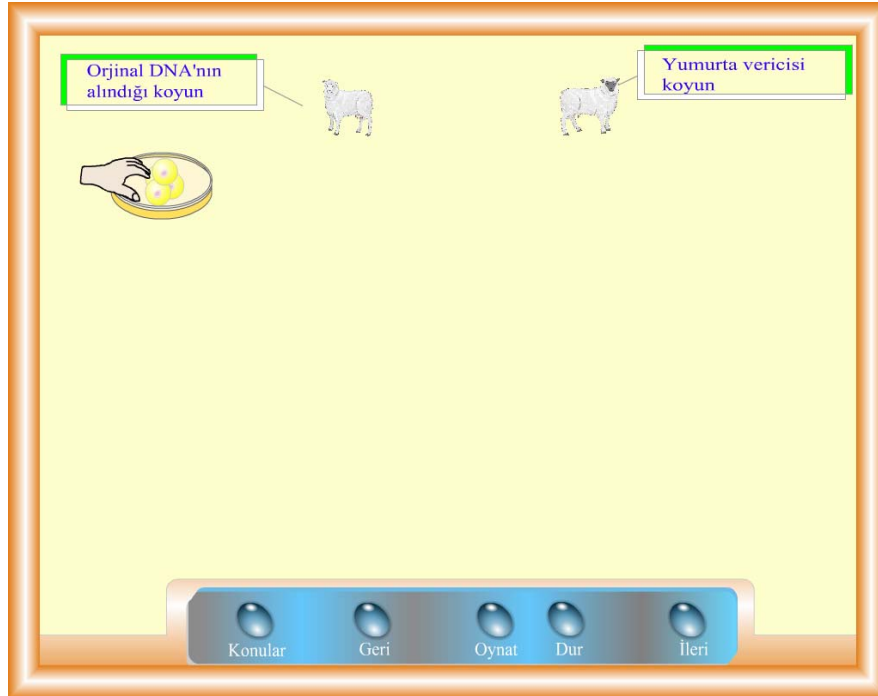 Orjinal DNA'nın
alındığı koyun
Yumurta vericisi
koyun
Konular
Geri
Oynat
Dur
İleri